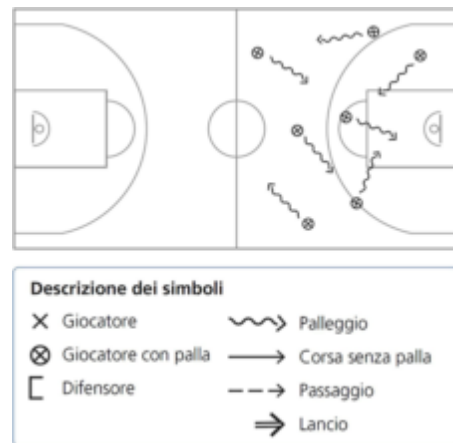 Descrizione dei simboli
Giocatore
Giocatore con palla
Difensore
Palleggio
Corsa senza palla
Passaggio
Lancio